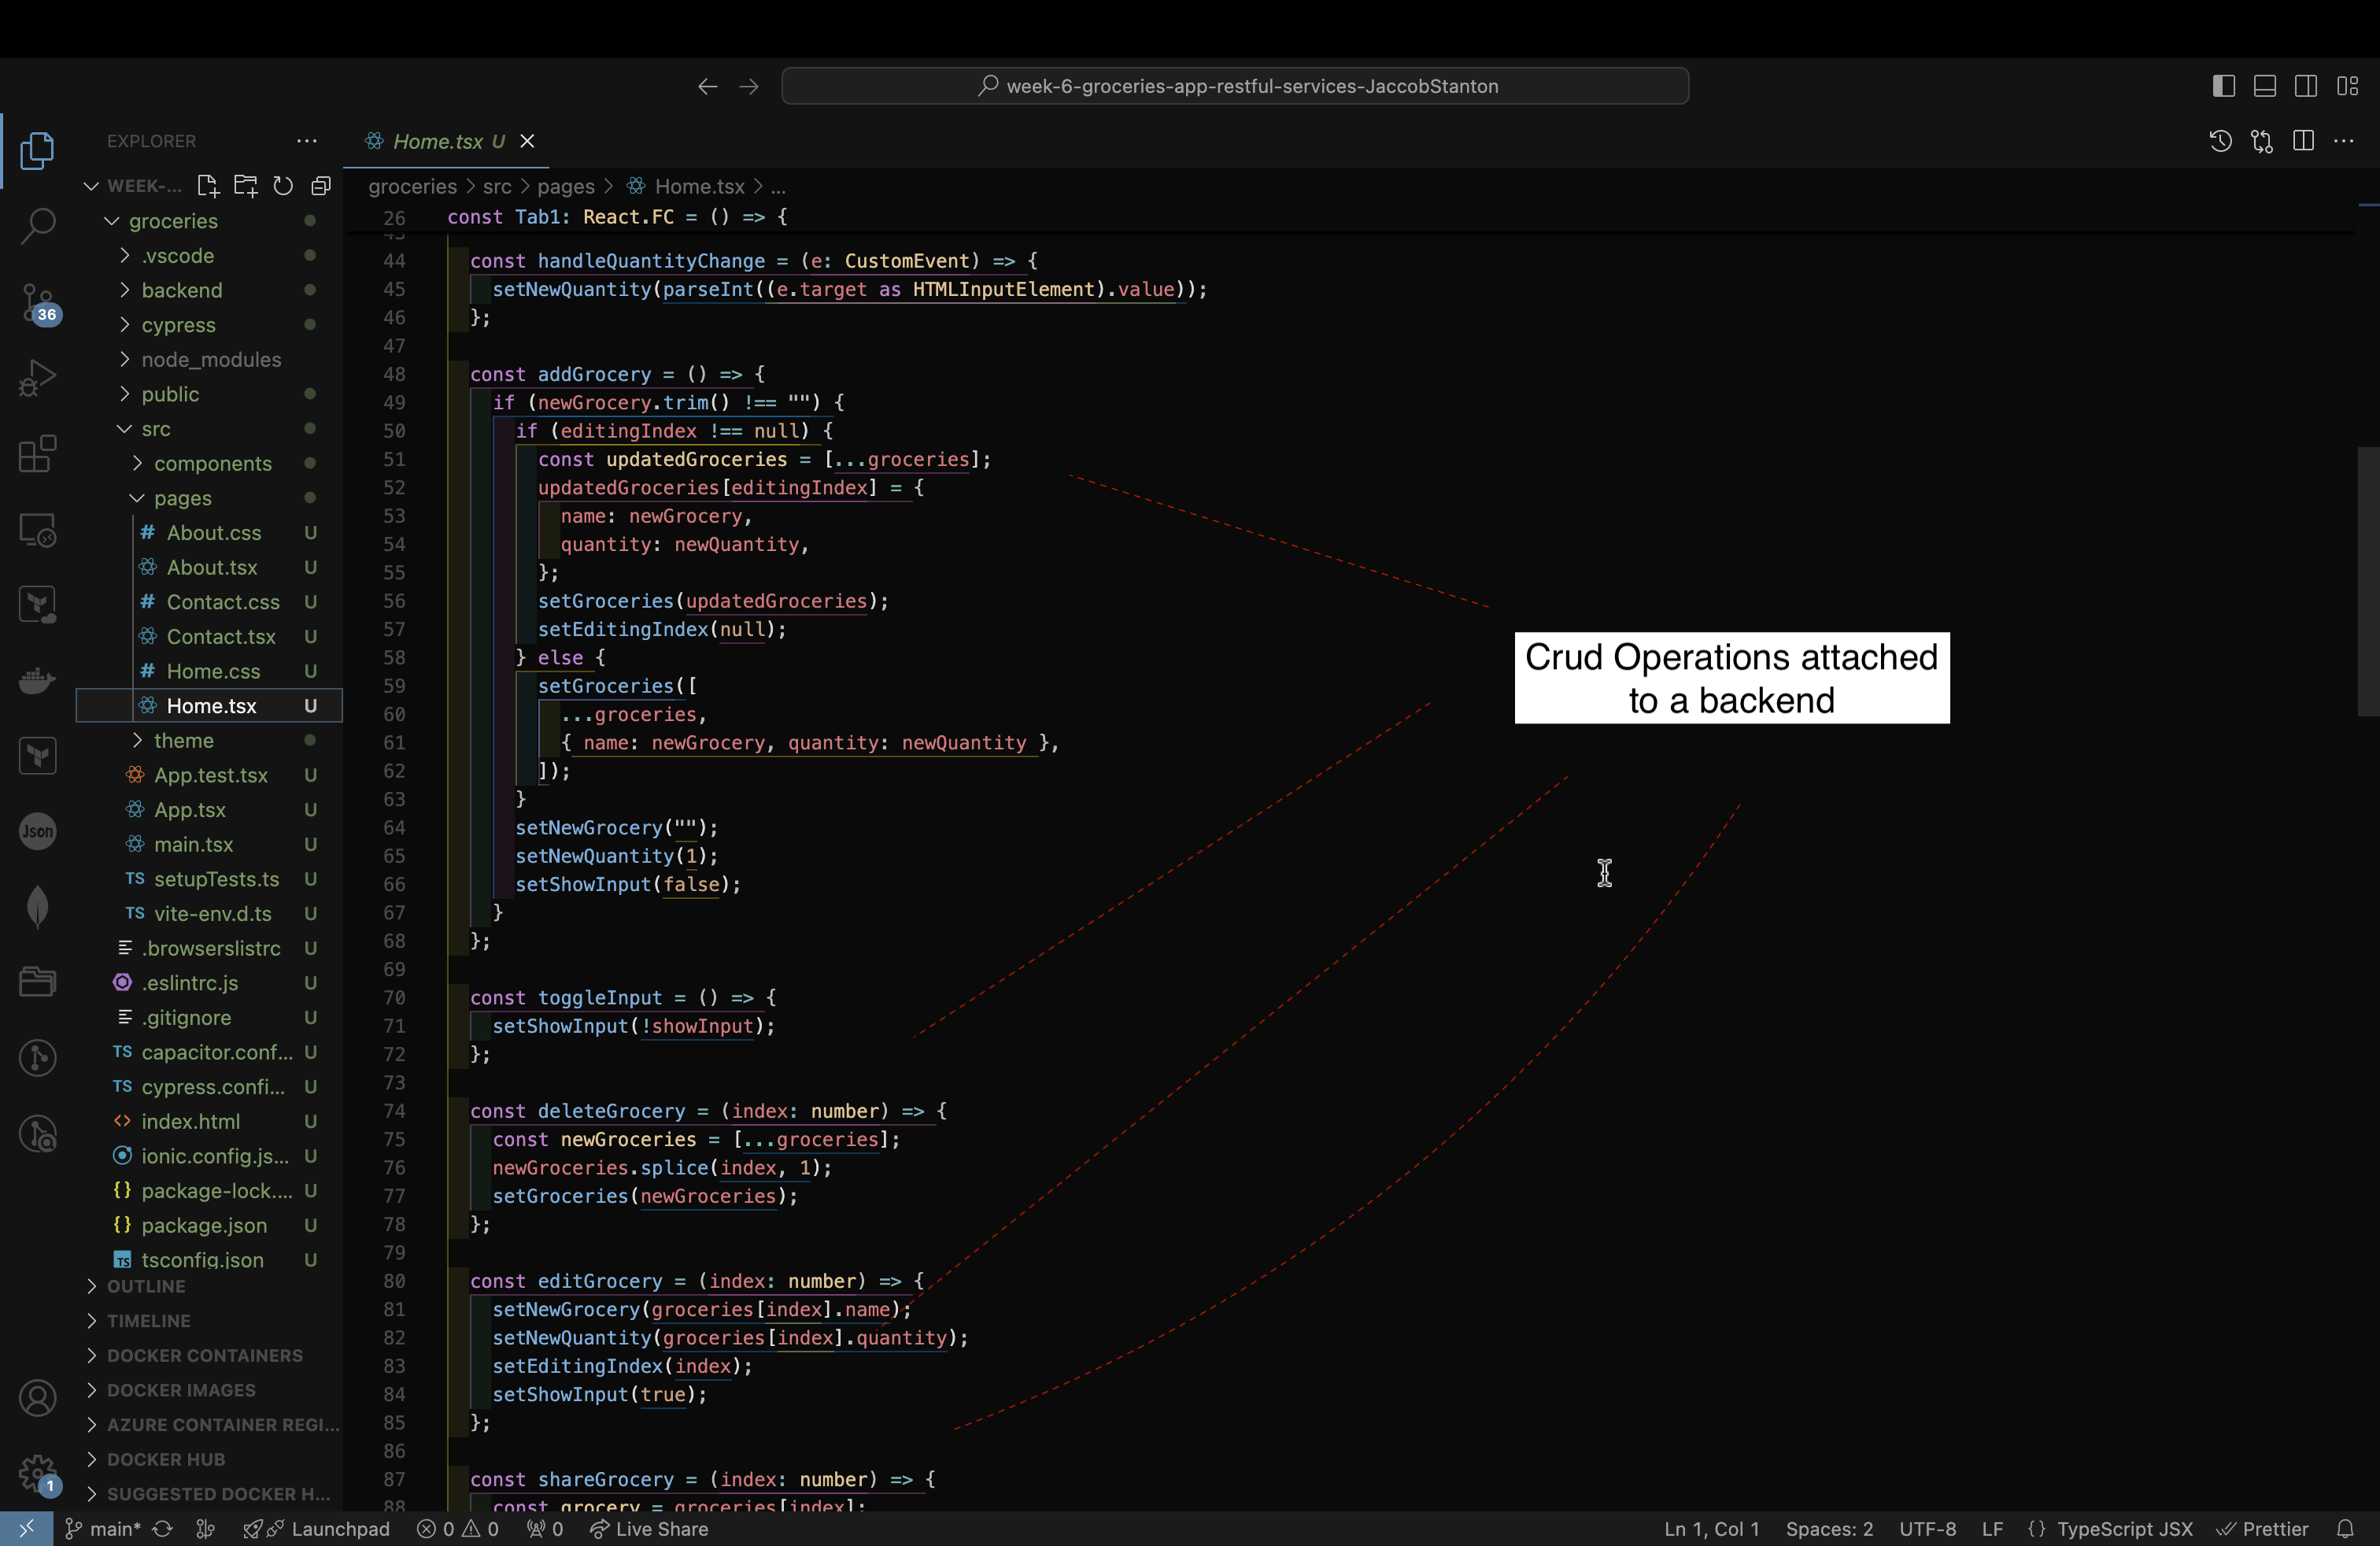 week-6-groceries-app-restful-services-JaccobStanton
EXPLORER
Home.tsx U
WEEK-...
groceries > src > pages > Home.tsx > ...
groceries
.vscode
backend
36
cypress
node_modules
public
src
components
pages
# About.css U
About.tsx U
# Contact.css U
Contact.tsx U
# Home.css U
Home.tsx U
theme
App.test.tsx U
App.tsx U
Json
main.tsx U
TS setupTests.ts U
TS vite-env.d.ts U
.browserslistrc U
.eslintrc.js U
.gitignore U
TS capacitor.conf... U
TS cypress.confi... U
index.html U
ionic.config.js... U
{} package-lock.... U
{} package.json U
TS tsconfig.json U
OUTLINE
TIMELINE
DOCKER CONTAINERS
DOCKER IMAGES
AZURE CONTAINER REGI...
DOCKER HUB
1
SUGGESTED DOCKER H...
26 const Tab1: React.FC = () => {
44 const handleQuantityChange = (e: CustomEvent) => {
45 setNewQuantity(parseInt((e.target as HTMLInputElement).value));
46 };
47
48 const addGrocery = () => {
49 if (newGrocery.trim() !== "") {
50 if (editingIndex !== null) {
51 const updatedGroceries = [...groceries];
52 updatedGroceries[editingIndex] = {
53 name: newGrocery,
54 quantity: newQuantity,
55 };
56 setGroceries(updatedGroceries);
57 setEditingIndex(null);
58 } else {
59 setGroceries([
60 ...groceries,
61 { name: newGrocery, quantity: newQuantity },
62 ]);
63 }
64 setNewGrocery("");
65 setNewQuantity(1);
66 setShowInput(false);
67 }
68 };
69
70 const toggleInput = () => {
71 setShowInput(!showInput);
72 };
73
74 const deleteGrocery = (index: number) => {
75 const newGroceries = [...groceries];
76 newGroceries.splice(index, 1);
77 setGroceries(newGroceries);
78 };
79
80 const editGrocery = (index: number) => {
81 setNewGrocery(groceries[index].name);
82 setNewQuantity(groceries[index].quantity);
83 setEditingIndex(index);
84 setShowInput(true);
85 };
86
87 const shareGrocery = (index: number) => {
88 const grocery = groceries[index];
Crud Operations attached
to a backend
main* Launchpad 0 0 0 Live Share Ln 1, Col 1 Spaces: 2 UTF-8 LF {} TypeScript JSX Prettier